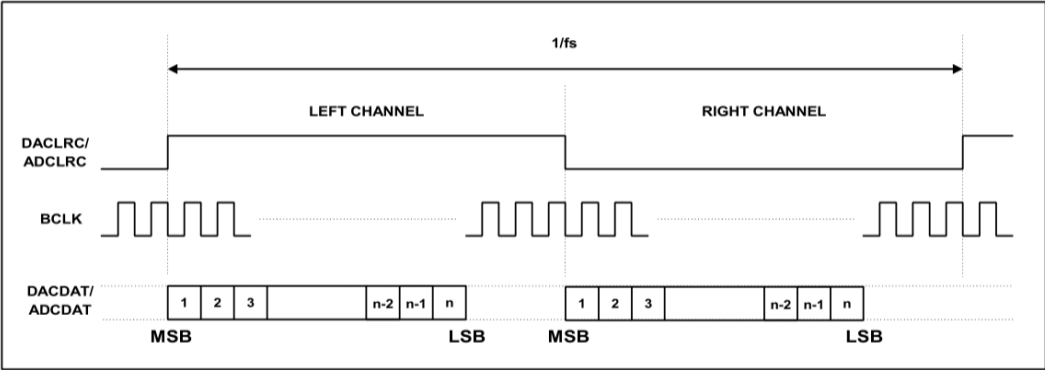 1/fs
LEFT CHANNEL RIGHT CHANNEL
DACLRC/
ADCLRC
BCLK
DACDAT/
ADCDAT
1 2 3 n-2 n-1 n 1 2 3 n-2 n-1 n
MSB LSB MSB LSB